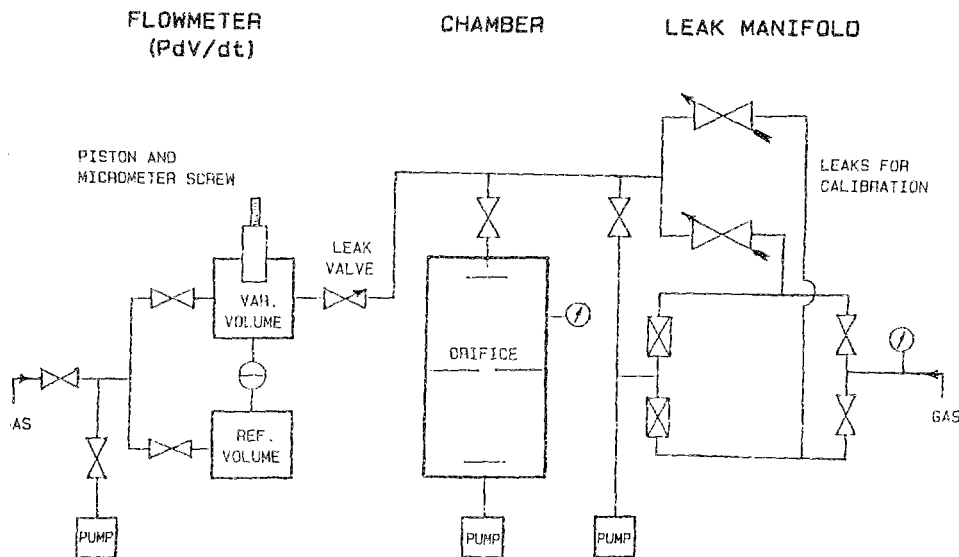 FLOWMETER
(PdV/dt)
CHAMBER
LEAK MANIFOLD
PISTON AND
MICROMETER SCREW
LEAK
VALVE
LEAKS FOR
CALIBRATION
VAR.
VOLUME
ORIFICE
REF.
VOLUME
AS
GAS
PUMP
PUMP
PUMP